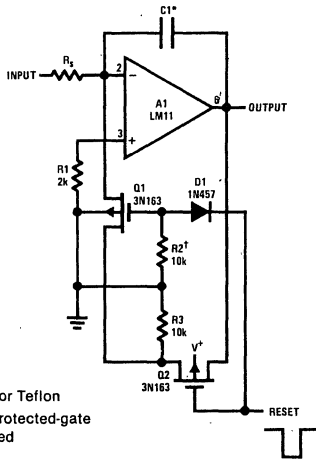 C1*
Rs
INPUT
2
−
A1
LM11
6
OUTPUT
3
+
R1
2k
Q1
3N163
D1
1N457
R2†
10k
R3
10k
V+
Q2
3N163
RESET
or Teflon
rotected-gate
ed